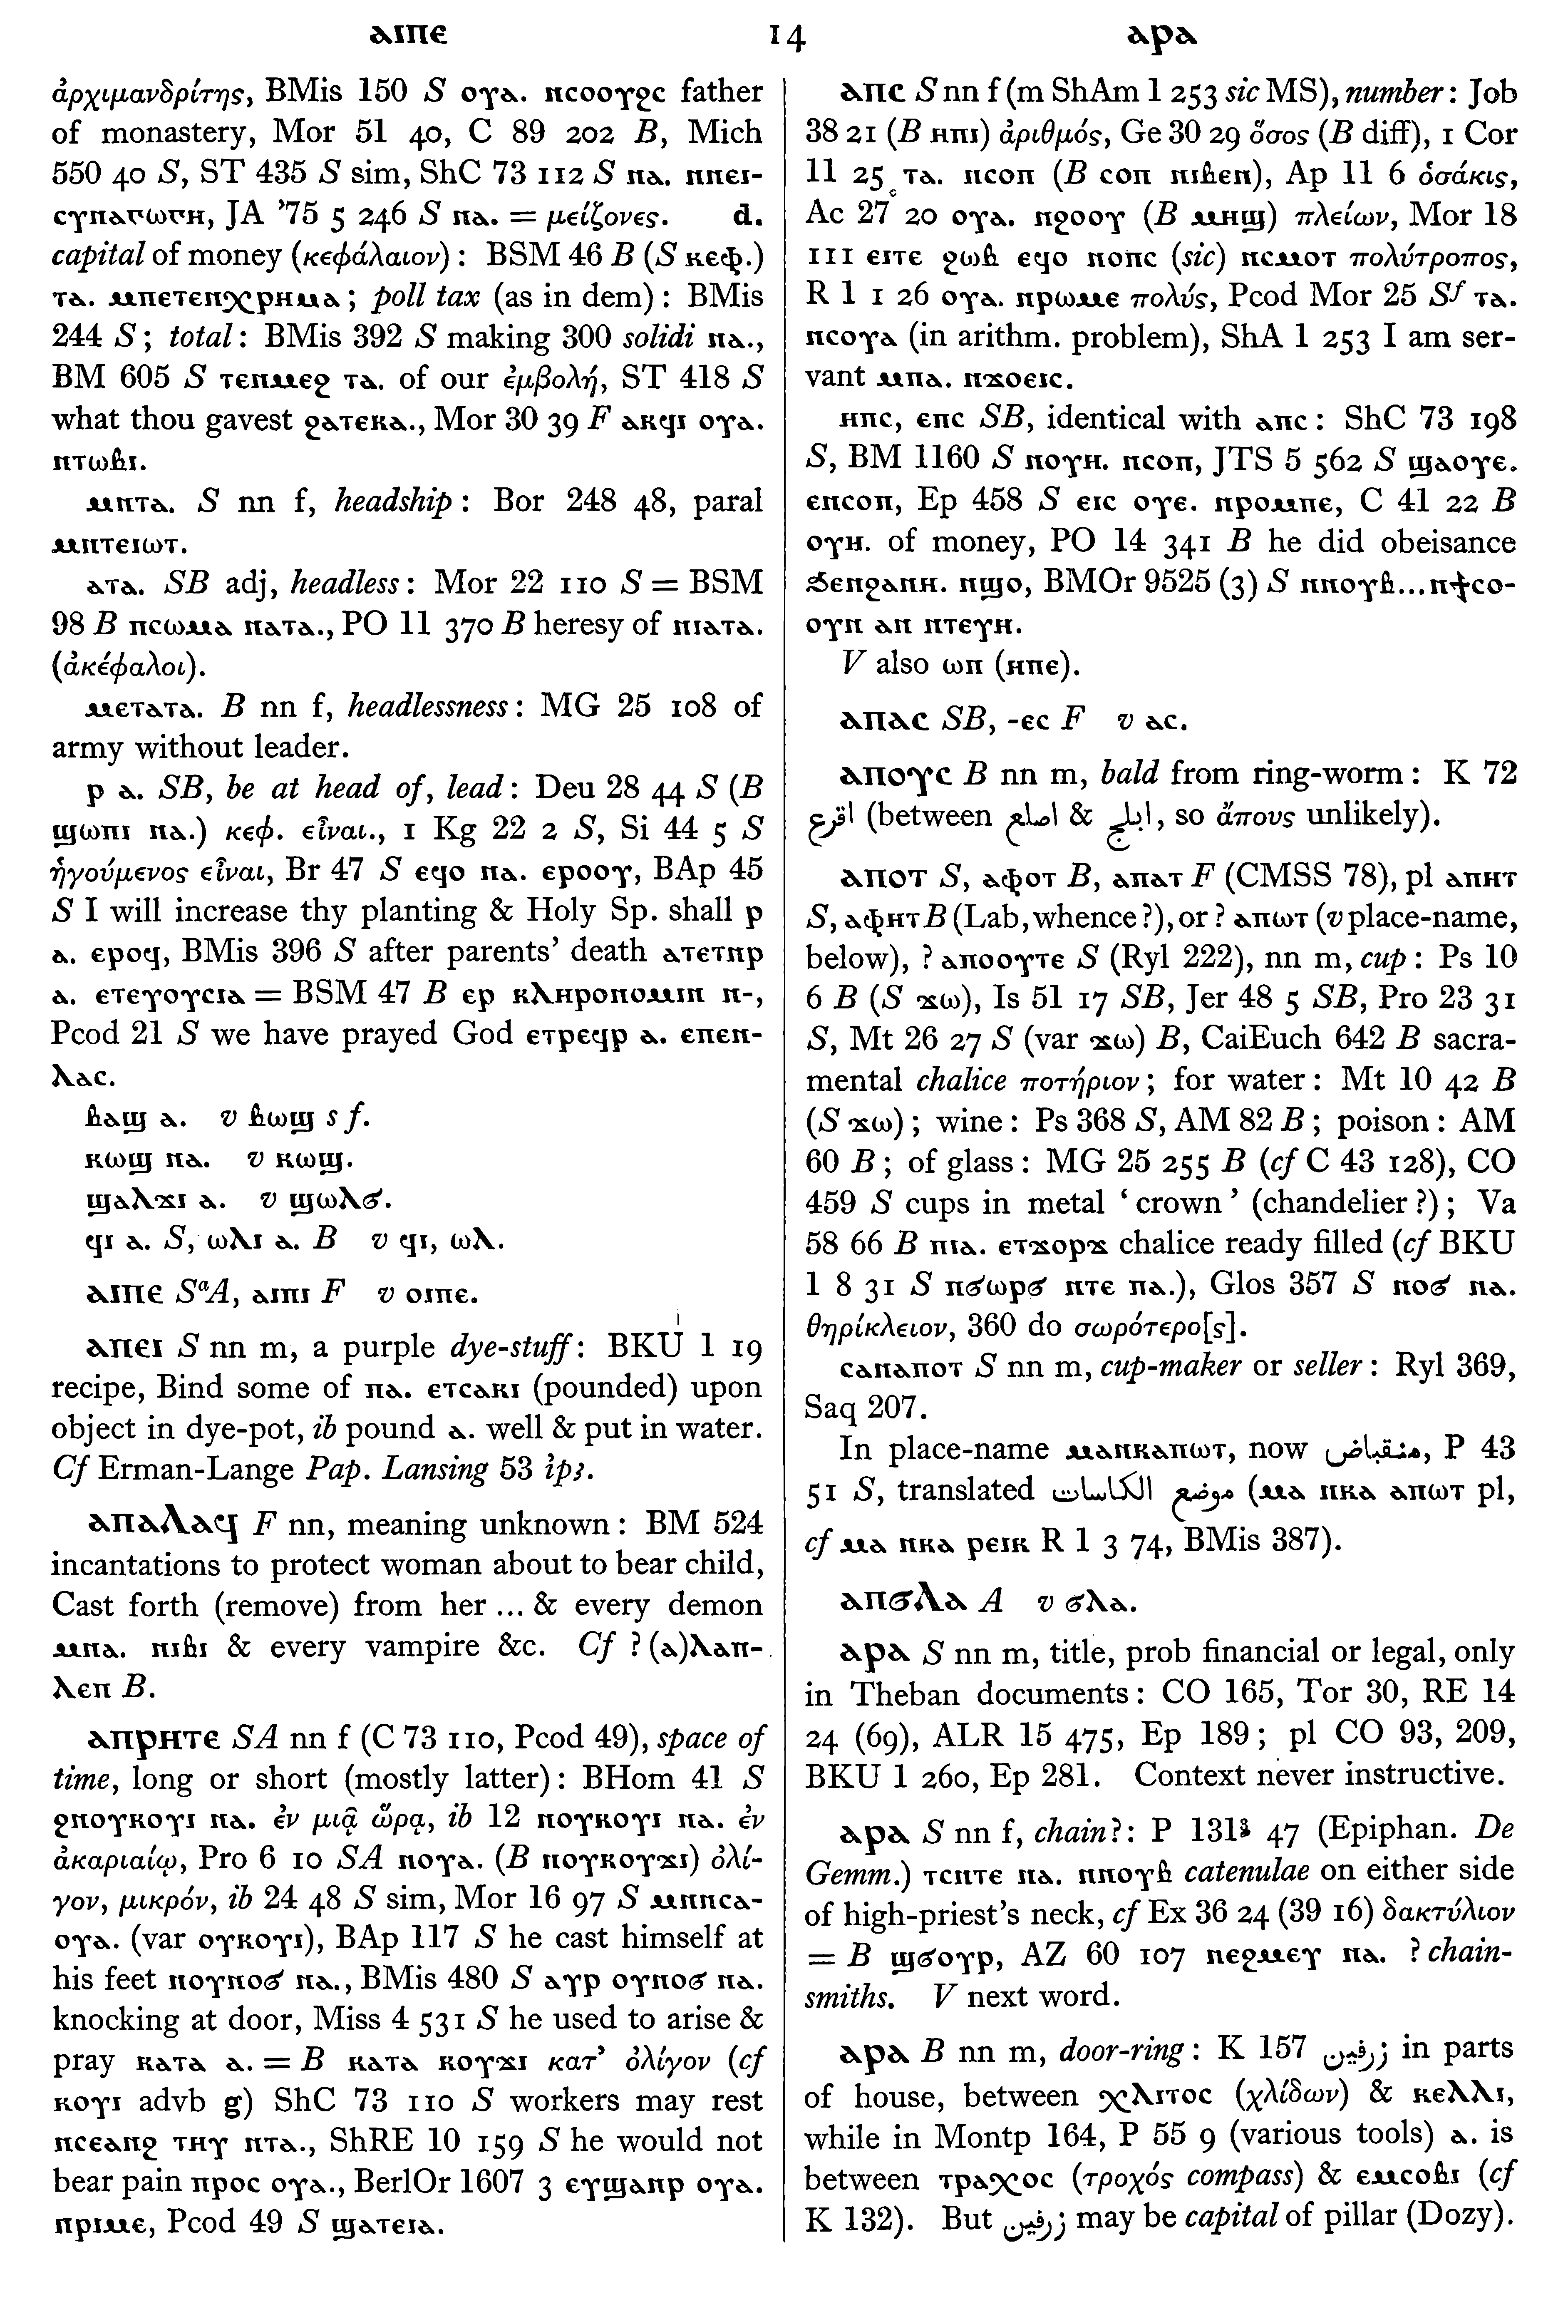 ⲁⲓⲡⲉ 14 ⲁⲣⲁ
ἀρχιμανδρίτης, BMis 150 S ⲟⲩⲁ. ⲛⲥⲟⲟⲩϩⲥ father
of monastery, Mor 51 40, C 89 202 B, Mich
550 40 S, ST 435 S sim, ShC 73 112 S ⲛⲁ. ⲛⲛⲉⲓ-
ⲥⲩⲛⲁⲅⲱⲅⲏ, JA ’75 5 246 S ⲛⲁ. = μείζονες. d.
capital of money (κεφάλαιον) : BSM 46 B (S ⲕⲉⲫ.)
ⲧⲁ. ⲙⲡⲉⲧⲉⲛⲭⲣⲏⲙⲁ ; poll tax (as in dem) : BMis
244 S ; total : BMis 392 S making 300 solidi ⲛⲁ.,
BM 605 S ⲧⲉⲛⲙⲉϩ ⲧⲁ. of our ἐμβολή, ST 418 S
what thou gavest ϩⲁⲧⲉⲕⲁ., Mor 30 39 F ⲁⲕϥⲓ ⲟⲩⲁ.
ⲛⲧⲱⲃⲓ.
ⲙⲛⲧⲁ. S nn f, headship : Bor 248 48, paral
ⲙⲛⲧⲉⲓⲱⲧ.
ⲁⲧⲁ. SB adj, headless : Mor 22 110 S = BSM
98 B ⲛⲥⲱⲙⲁ ⲛⲁⲧⲁ., PO 11 370 B heresy of ⲛⲓⲁⲧⲁ.
(ἀκέφαλοι).
ⲙⲉⲧⲁⲧⲁ. B nn f, headlessness : MG 25 108 of
army without leader.
ⲣ ⲁ. SB, be at head of, lead : Deu 28 44 S (B
ϣⲱⲡⲓ ⲛⲁ.) κεφ. εἶναι., 1 Kg 22 2 S, Si 44 5 S
ἡγούμενος εἶναι, Br 47 S ⲉϥⲟ ⲛⲁ. ⲉⲣⲟⲟⲩ, BAp 45
S I will increase thy planting & Holy Sp. shall ⲣ
ⲁ. ⲉⲣⲟϥ, BMis 396 S after parents’ death ⲁⲧⲉⲧⲛⲣ
ⲁ. ⲉⲧⲉⲩⲟⲩⲥⲓⲁ = BSM 47 B ⲉⲣ ⲕⲗⲏⲣⲟⲛⲟⲙⲓⲛ ⲛ-,
Pcod 21 S we have prayed God ⲉⲧⲣⲉϥⲣ ⲁ. ⲉⲡⲉⲛ-
ⲗⲁⲥ.
ⲃⲁϣ ⲁ. v ⲃⲱϣ s f.
ⲕⲱϣ ⲛⲁ. v ⲕⲱϣ.
ϣⲁⲗϫⲓ ⲁ. v ϣⲱⲗϭ.
ϥⲓ ⲁ. S, ⲱⲗⲓ ⲁ. B v ϥⲓ, ⲱⲗ.
ⲁⲓⲡⲉ SᵃA, ⲁⲓⲡⲓ F v ⲟⲓⲡⲉ.
ⲁⲡⲉⲓ S nn m, a purple dye-stuff : BKU 1 19
recipe, Bind some of ⲡⲁ. ⲉⲧⲥⲁⲕⲓ (pounded) upon
object in dye-pot, ib pound ⲁ. well & put in water.
Cf Erman-Lange Pap. Lansing 53 ỉpꜣ.
ⲁⲡⲁⲗⲁϥ F nn, meaning unknown : BM 524
incantations to protect woman about to bear child,
Cast forth (remove) from her ... & every demon
ⲙⲡⲁ. ⲛⲓⲃⲓ & every vampire &c. Cf ? (ⲁ)ⲗⲁⲡ-
ⲗⲉⲡ B.
ⲁⲡⲣⲏⲧⲉ SA nn f (C 73 110, Pcod 49), space of
time, long or short (mostly latter) : BHom 41 S
ϩⲛⲟⲩⲕⲟⲩⲓ ⲛⲁ. ἐν μιᾷ ὥρᾳ, ib 12 ⲛⲟⲩⲕⲟⲩⲓ ⲛⲁ. ἐν
ἀκαριαίῳ, Pro 6 10 SA ⲛⲟⲩⲁ. (B ⲛⲟⲩⲕⲟⲩϫⲓ) ὀλί-
γον, μικρόν, ib 24 48 S sim, Mor 16 97 S ⲙⲛⲛⲥⲁ-
ⲟⲩⲁ. (var ⲟⲩⲕⲟⲩⲓ), BAp 117 S he cast himself at
his feet ⲛⲟⲩⲛⲟϭ ⲛⲁ., BMis 480 S ⲁⲩⲣ ⲟⲩⲛⲟϭ ⲛⲁ.
knocking at door, Miss 4 531 S he used to arise &
pray ⲕⲁⲧⲁ ⲁ. = B ⲕⲁⲧⲁ ⲕⲟⲩϫⲓ κατ’ ὀλίγον (cf
ⲕⲟⲩⲓ advb g) ShC 73 110 S workers may rest
ⲛⲥⲉⲁⲛϩ ⲧⲏⲩ ⲛⲧⲁ., ShRE 10 159 S he would not
bear pain ⲡⲣⲟⲥ ⲟⲩⲁ., BerlOr 1607 3 ⲉⲩϣⲁⲛⲣ ⲟⲩⲁ.
ⲛⲣⲓⲙⲉ, Pcod 49 S ϣⲁⲧⲉⲓⲁ.
ⲁⲡⲥ S nn f (m ShAm 1 253 sic MS), number : Job
38 21 (B ⲏⲡⲓ) ἀριθμός, Ge 30 29 ὅσος (B diff), 1 Cor
11 25 ⲧⲁ. ⲛⲥⲟⲡ (B ⲥⲟⲡ ⲛⲓⲃⲉⲛ), Ap 11 6 ὁσάκις,
Ac 27 20 ⲟⲩⲁ. ⲛϩⲟⲟⲩ (B ⲙⲏϣ) πλείων, Mor 18
111 ⲉⲓⲧⲉ ϩⲱⲃ ⲉϥⲟ ⲛⲟⲡⲥ (sic) ⲛⲥⲙⲟⲧ πολύτροπος,
R 1 1 26 ⲟⲩⲁ. ⲛⲣⲱⲙⲉ πολύς, Pcod Mor 25 Sᶠ ⲧⲁ.
ⲛⲥⲟⲩⲁ (in arithm. problem), ShA 1 253 I am ser-
vant ⲙⲡⲁ. ⲛϫⲟⲉⲓⲥ.
ⲏⲡⲥ, ⲉⲡⲥ SB, identical with ⲁⲡⲥ : ShC 73 198
S, BM 1160 S ⲛⲟⲩⲏ. ⲛⲥⲟⲡ, JTS 5 562 S ϣⲁⲟⲩⲉ.
ⲉⲛⲥⲟⲡ, Ep 458 S ⲉⲓⲥ ⲟⲩⲉ. ⲛⲣⲟⲙⲡⲉ, C 41 22 B
ⲟⲩⲏ. of money, PO 14 341 B he did obeisance
ϧⲉⲛϩⲁⲛⲏ. ⲛϣⲟ, BMOr 9525 (3) S ⲛⲛⲟⲩⲃ...ⲛϯⲥⲟ-
ⲟⲩⲛ ⲁⲛ ⲛⲧⲉⲩⲏ.
V also ⲱⲡ (ⲏⲡⲉ).
ⲁⲡⲁⲥ SB, -ⲉⲥ F v ⲁⲥ.
ⲁⲡⲟⲩⲥ B nn m, bald from ring-worm : K 72
اقرع (between اصلع & ابلج, so ἄπους unlikely).
ⲁⲡⲟⲧ S, ⲁⲫⲟⲧ B, ⲁⲡⲁⲧ F (CMSS 78), pl ⲁⲡⲏⲧ
S, ⲁⲫⲏⲧ B (Lab, whence ?), or ? ⲁⲡⲱⲧ (v place-name,
below), ? ⲁⲡⲟⲟⲩⲧⲉ S (Ryl 222), nn m, cup : Ps 10
6 B (S ϫⲱ), Is 51 17 SB, Jer 48 5 SB, Pro 23 31
S, Mt 26 27 S (var ϫⲱ) B, CaiEuch 642 B sacra-
mental chalice ποτήριον ; for water : Mt 10 42 B
(S ϫⲱ) ; wine : Ps 368 S, AM 82 B ; poison : AM
60 B ; of glass : MG 25 255 B (cf C 43 128), CO
459 S cups in metal ‘ crown ’ (chandelier ?) ; Va
58 66 B ⲡⲓⲁ. ⲉⲧϫⲟⲣϫ chalice ready filled (cf BKU
1 8 31 S ⲡϭⲱⲣϭ ⲛⲧⲉ ⲡⲁ.), Glos 357 S ⲛⲟϭ ⲛⲁ.
θηρίκλειον, 360 do σωρότερο[ς].
ⲥⲁⲛⲁⲡⲟⲧ S nn m, cup-maker or seller : Ryl 369,
Saq 207.
In place-name ⲙⲁⲛⲕⲁⲡⲱⲧ, now منقباض, P 43
51 S, translated موضع الكاسات (ⲙⲁ ⲛⲕⲁ ⲁⲡⲱⲧ pl,
cf ⲙⲁ ⲛⲕⲁ ⲣⲉⲓⲕ R 1 3 74, BMis 387).
ⲁⲡϭⲗⲁ A v ϭⲗⲁ.
ⲁⲣⲁ S nn m, title, prob financial or legal, only
in Theban documents : CO 165, Tor 30, RE 14
24 (69), ALR 15 475, Ep 189 ; pl CO 93, 209,
BKU 1 260, Ep 281. Context never instructive.
ⲁⲣⲁ S nn f, chain? : P 131³ 47 (Epiphan. De
Gemm.) ⲧⲥⲛⲧⲉ ⲛⲁ. ⲛⲛⲟⲩⲃ catenulae on either side
of high-priest’s neck, cf Ex 36 24 (39 16) δακτύλιον
= B ϣϭⲟⲩⲣ, AZ 60 107 ⲛⲉϩⲙⲉⲩ ⲛⲁ. ? chain-
smiths. V next word.
ⲁⲣⲁ B nn m, door-ring : K 157 زرفين in parts
of house, between ⲭⲗⲓⲧⲟⲥ (χλίδων) & ⲕⲉⲗⲗⲓ,
while in Montp 164, P 55 9 (various tools) ⲁ. is
between ⲧⲣⲁⲭⲟⲥ (τροχός compass) & ⲉⲙⲥⲟⲃⲓ (cf
K 132). But زرفين may be capital of pillar (Dozy).